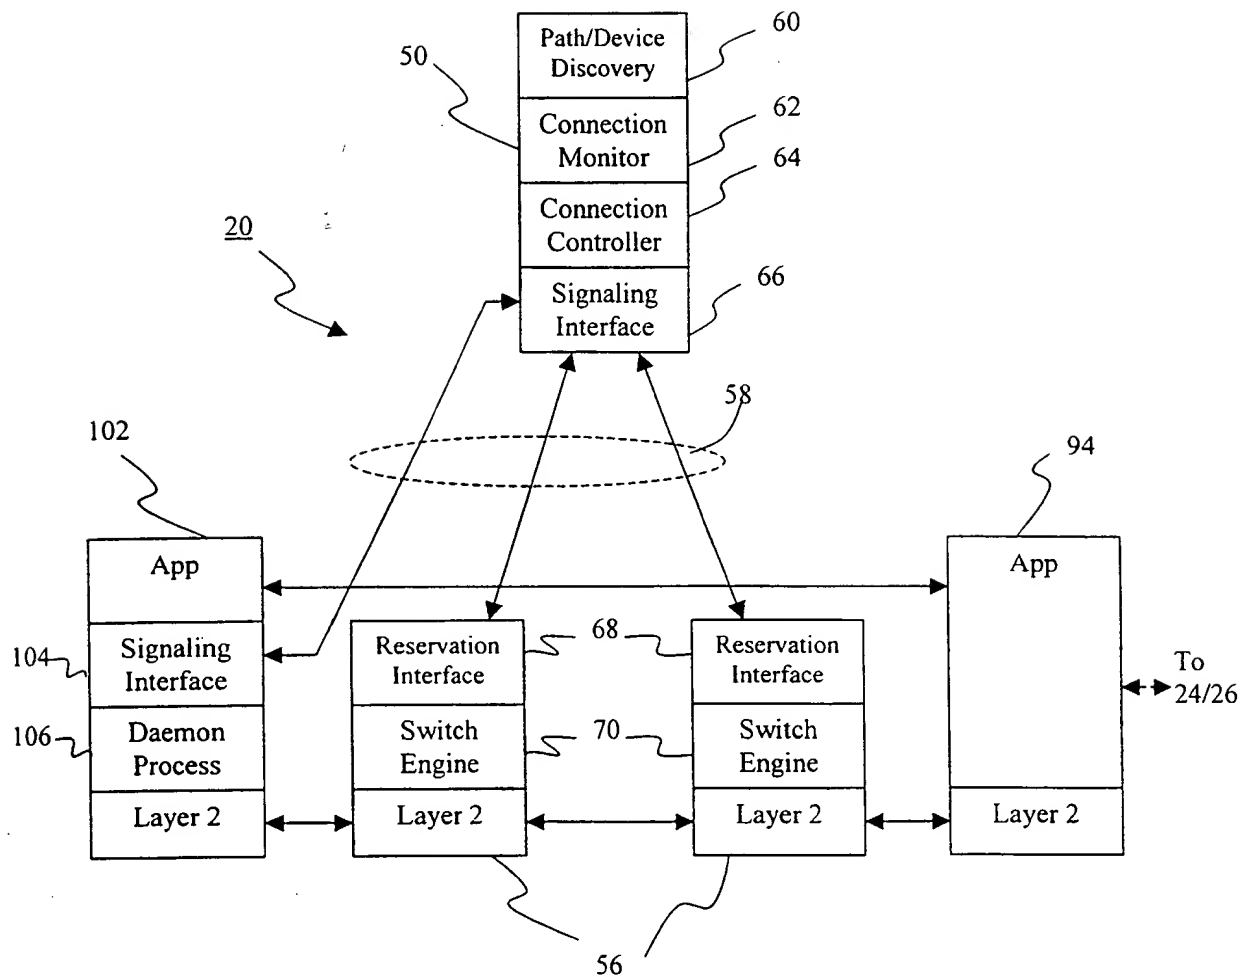 60
Path/Device
Discovery
50
62
Connection
Monitor
64
Connection
Controller
20
66
Signaling
Interface
58
102
94
App
App
104
Signaling
Interface
Reservation
Interface
68
Reservation
Interface
To
24/26
106
Daemon
Process
Switch
Engine
70
Switch
Engine
Layer 2
Layer 2
Layer 2
Layer 2
56